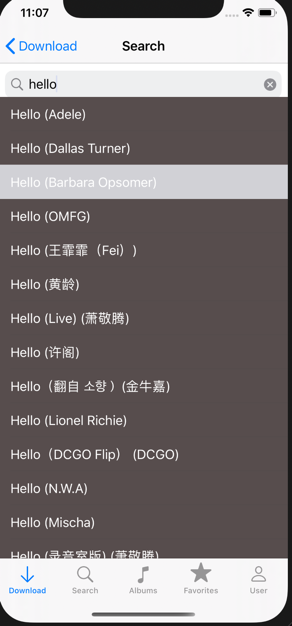 11:07
Download
Search
hello
Hello (Adele)
Hello (Dallas Turner)
Hello (Barbara Opsomer)
Hello (OMFG)
Hello (王霏霏（Fei）)
Hello (黄龄)
Hello (Live) (萧敬腾)
Hello (许阁)
Hello（翻自 소향 ）(金牛嘉)
Hello (Lionel Richie)
Hello（DCGO Flip） (DCGO)
Hello (N.W.A)
Hello (Mischa)
Hello (录音室版) (萧敬腾)
Download
Search
Albums
Favorites
User